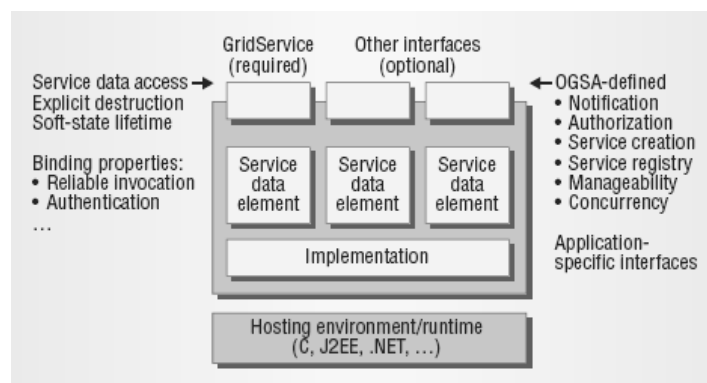 GridService
(required)
Other interfaces
(optional)
Service data access
Explicit destruction
Soft-state lifetime
Binding properties:
• Reliable invocation
• Authentication
…
OGSA-defined
• Notification
• Authorization
• Service creation
• Service registry
• Manageability
• Concurrency
Application-
specific interfaces
Service
data
element
Service
data
element
Service
data
element
Implementation
Hosting environment/runtime
(C, J2EE, .NET, …)